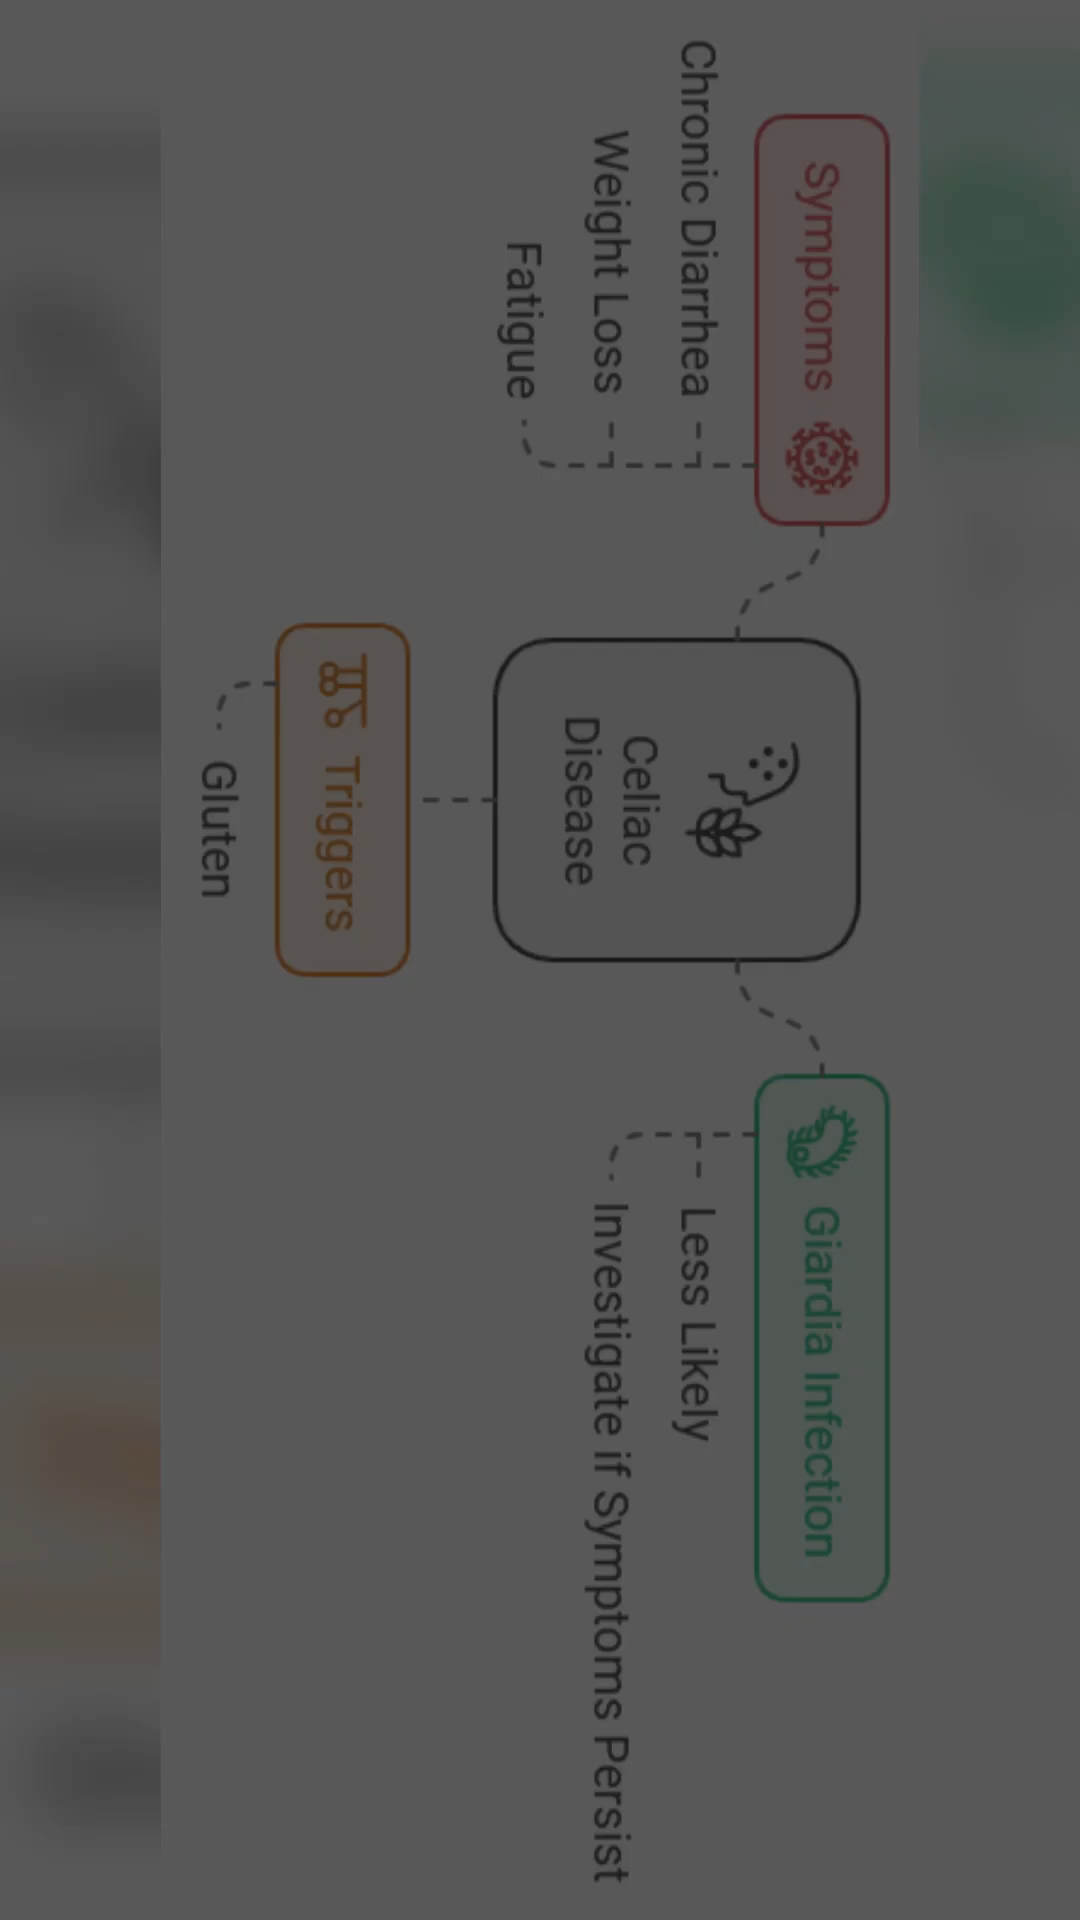 Symptoms
Chronic Diarrhea
Weight Loss
Fatigue
Celiac
Disease
Triggers
Gluten
Giardia Infection
Less Likely
Investigate if Symptoms Persist